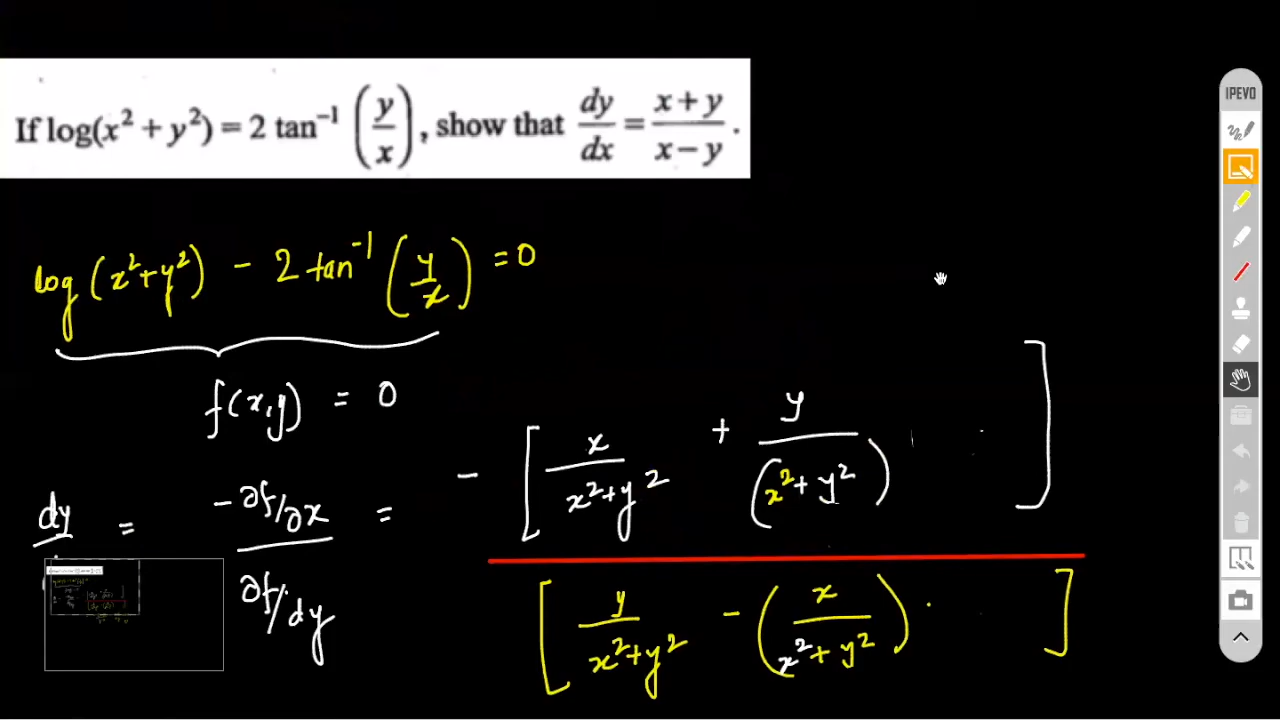 If log(x² + y²) = 2 tan⁻¹ (y/x), show that dy/dx = (x + y)/(x − y).
log (x² + y²) − 2 tan⁻¹ (y/x) = 0
f(x, y) = 0
dy/ = (−∂f/∂x)/(∂f/dy) = −[x/(x² + y²) + y/(x² + y²)] / [y/(x² + y²) − (x/(x² + y²)) ·]
IPEVO